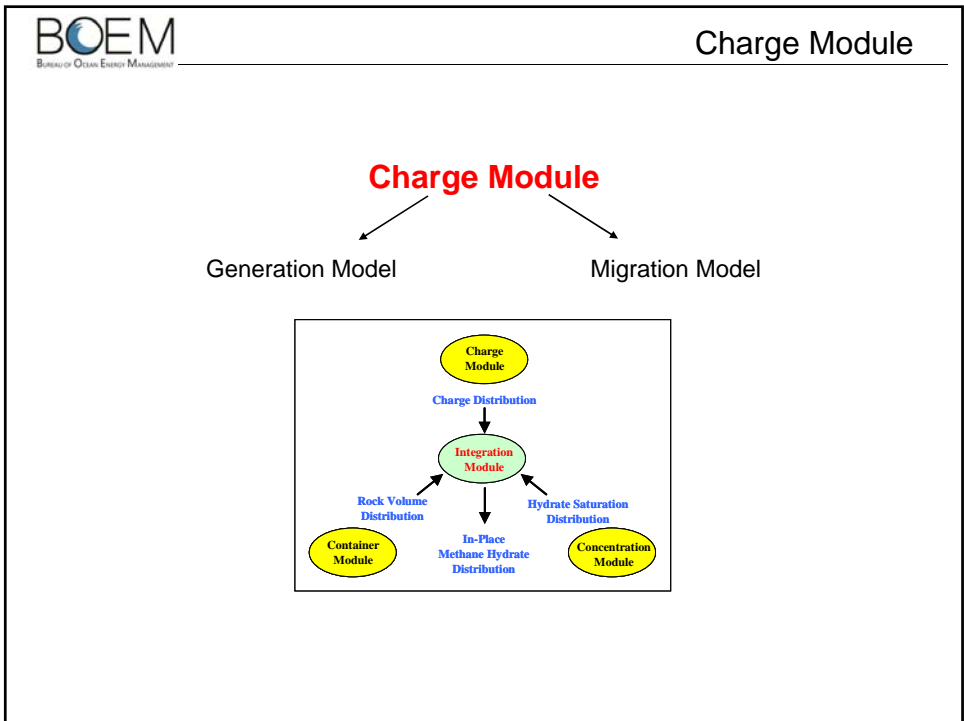 BOEM
BUREAU OF OCEAN ENERGY MANAGEMENT
Charge Module
Charge Module
Generation Model
Migration Model
Charge
Module
Charge Distribution
Integration
Module
Rock Volume
Distribution
Hydrate Saturation
Distribution
In-Place
Methane Hydrate
Distribution
Container
Module
Concentration
Module